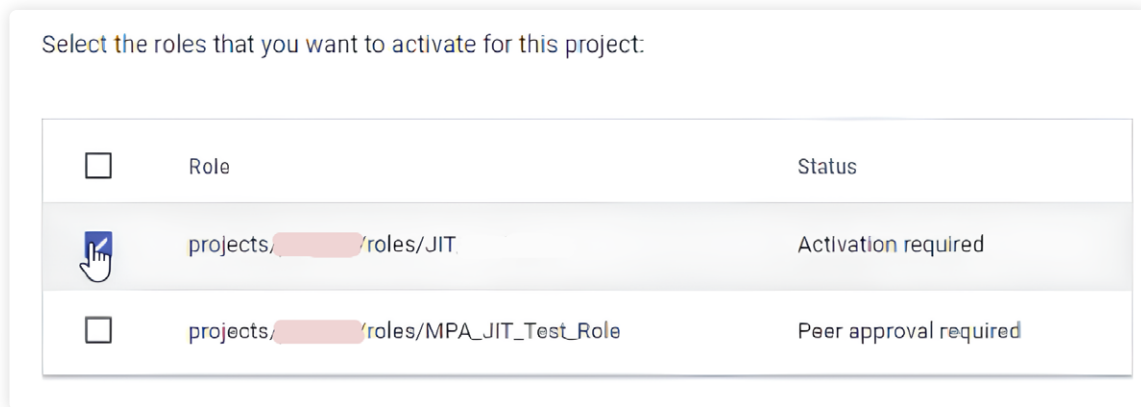 Select the roles that you want to activate for this project:
Role Status
projects/ /roles/JIT Activation required
projects/ /roles/MPA_JIT_Test_Role Peer approval required